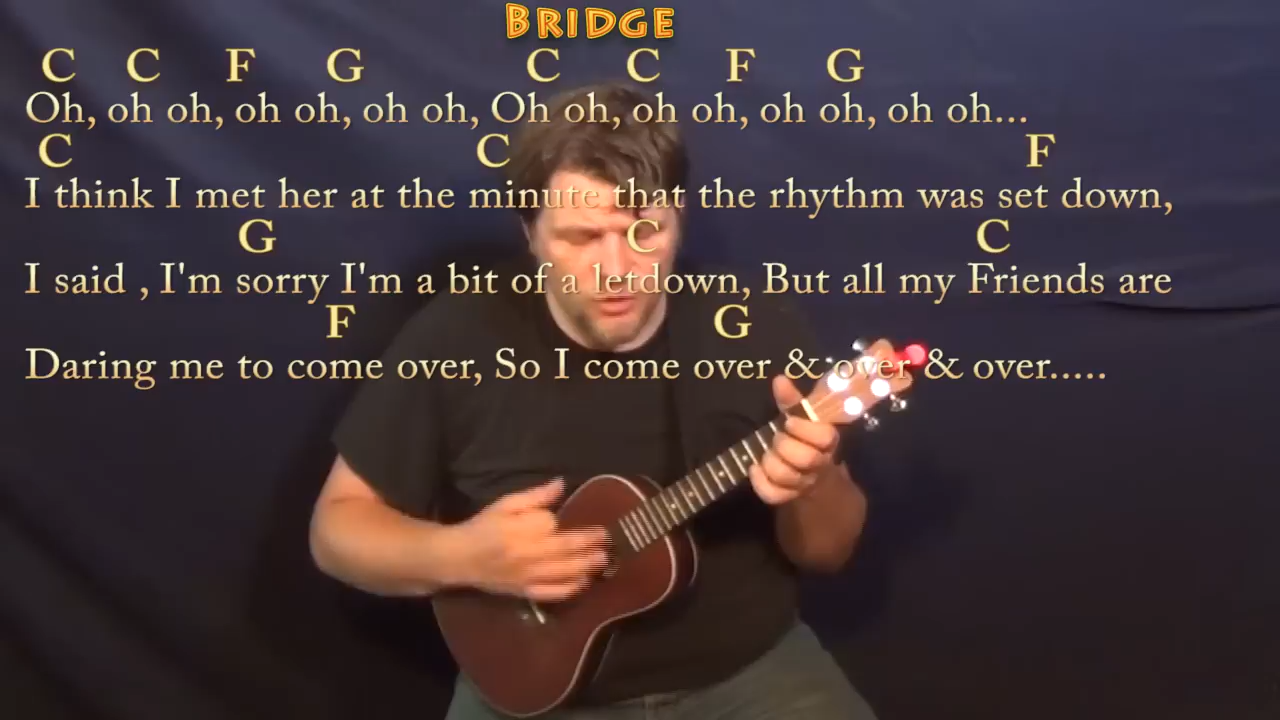 BRIDGE
C C F G C C F G
Oh, oh oh, oh oh, oh oh, Oh oh, oh oh, oh oh, oh oh...
C C F
I think I met her at the minute that the rhythm was set down,
G C C
I said , I'm sorry I'm a bit of a letdown, But all my Friends are
F G
Daring me to come over, So I come over & over & over.....